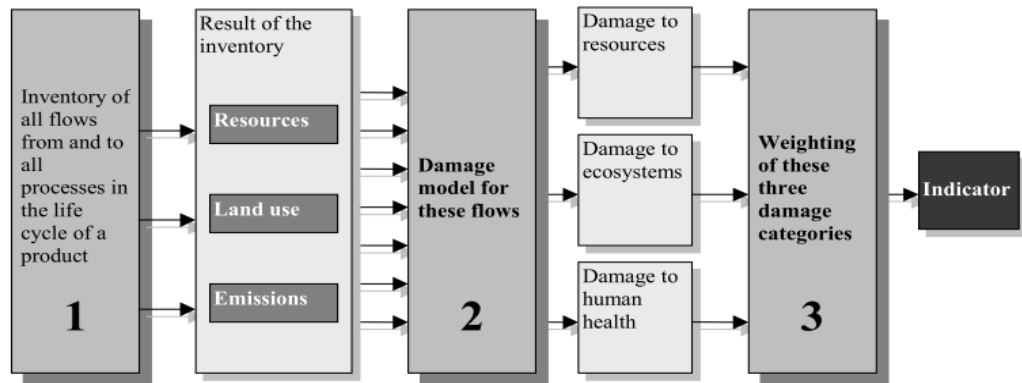 Inventory of
all flows
from and to
all
processes in
the life
cycle of a
product
1
Result of the
inventory
Resources
Land use
Emissions
Damage
model for
these flows
2
Damage to
resources
Damage to
ecosystems
Damage to
human
health
Weighting
of these
three
damage
categories
3
Indicator